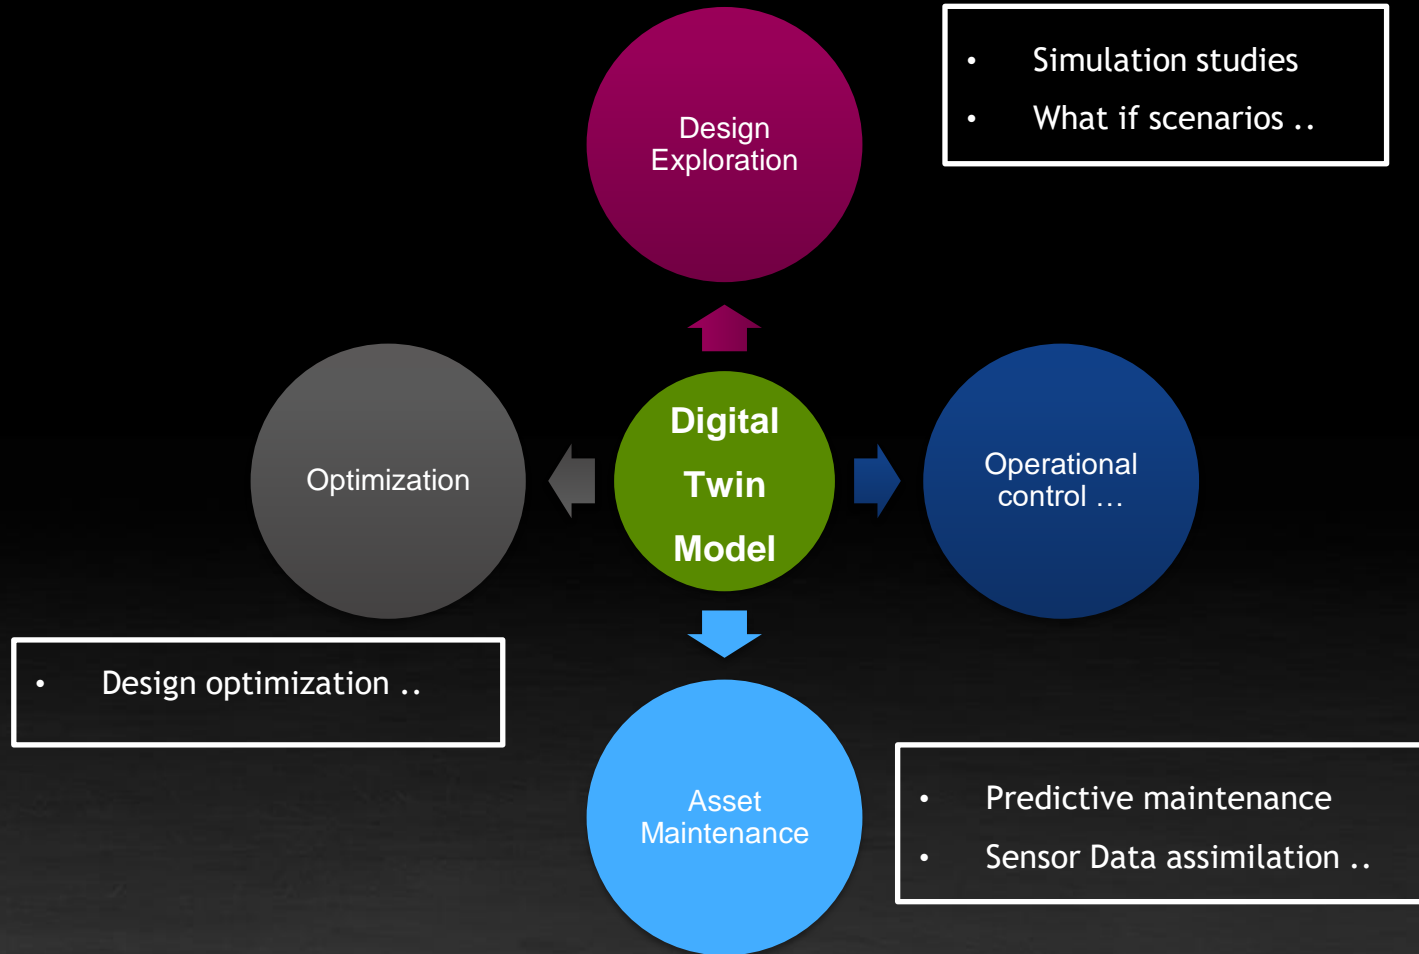 Design
Exploration
• Simulation studies
• What if scenarios ..
Optimization
Digital
Twin
Model
Operational
control …
• Design optimization ..
Asset
Maintenance
• Predictive maintenance
• Sensor Data assimilation ..